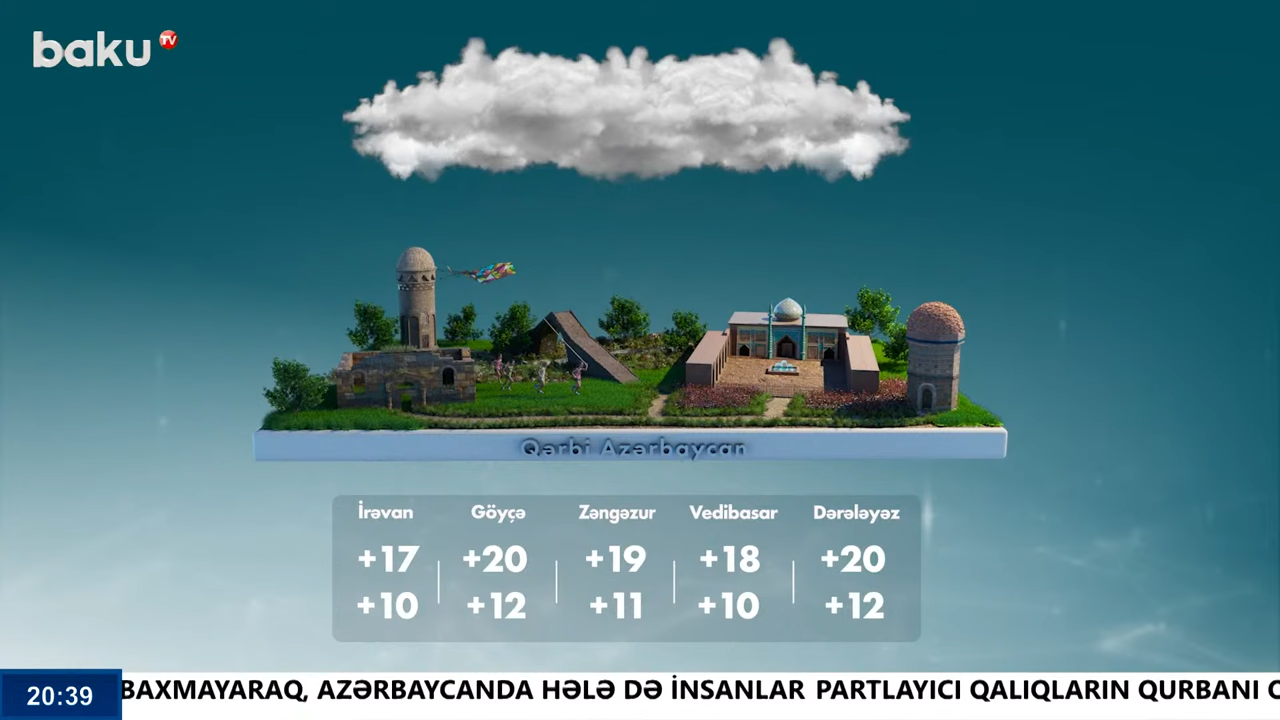 baku TV
Qərbi Azərbaycan
İrəvan Göyçə Zəngəzur Vedibasar Dərələyəz
+17 +20 +19 +18 +20
+10 +12 +11 +10 +12
20:39 BAXMAYARAQ, AZƏRBAYCANDA HƏLƏ DƏ İNSANLAR PARTLAYICI QALIQLARIN QURBANI